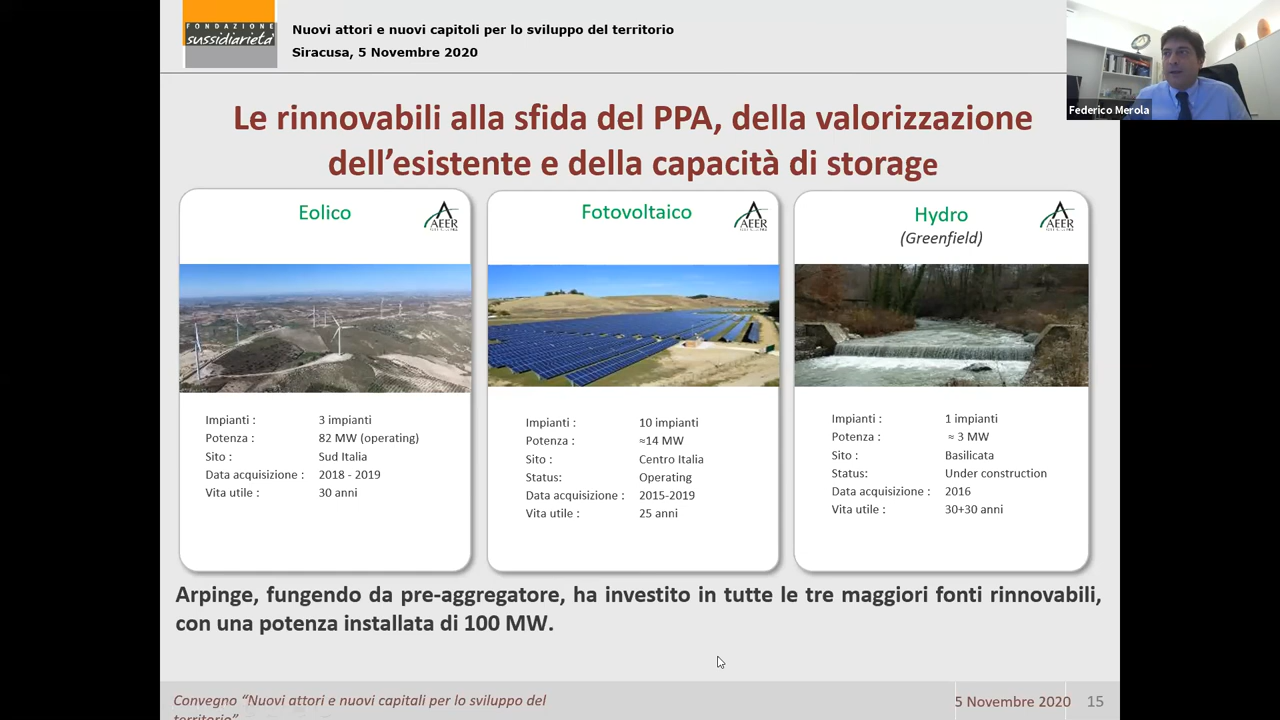 FONDAZIONE
sussidiarietà
Nuovi attori e nuovi capitoli per lo sviluppo del territorio
Siracusa, 5 Novembre 2020
Federico Merola
Le rinnovabili alla sfida del PPA, della valorizzazione
dell'esistente e della capacità di storage
Eolico
AEER
Impianti : 3 impianti
Potenza : 82 MW (operating)
Sito : Sud Italia
Data acquisizione : 2018 - 2019
Vita utile : 30 anni
Fotovoltaico
AEER
Impianti : 10 impianti
Potenza : ≈14 MW
Sito : Centro Italia
Status: Operating
Data acquisizione : 2015-2019
Vita utile : 25 anni
Hydro
(Greenfield)
AEER
Impianti : 1 impianti
Potenza : ≈ 3 MW
Sito : Basilicata
Status: Under construction
Data acquisizione : 2016
Vita utile : 30+30 anni
Arpinge, fungendo da pre-aggregatore, ha investito in tutte le tre maggiori fonti rinnovabili,
con una potenza installata di 100 MW.
Convegno “Nuovi attori e nuovi capitali per lo sviluppo del
territorio”
5 Novembre 2020 15